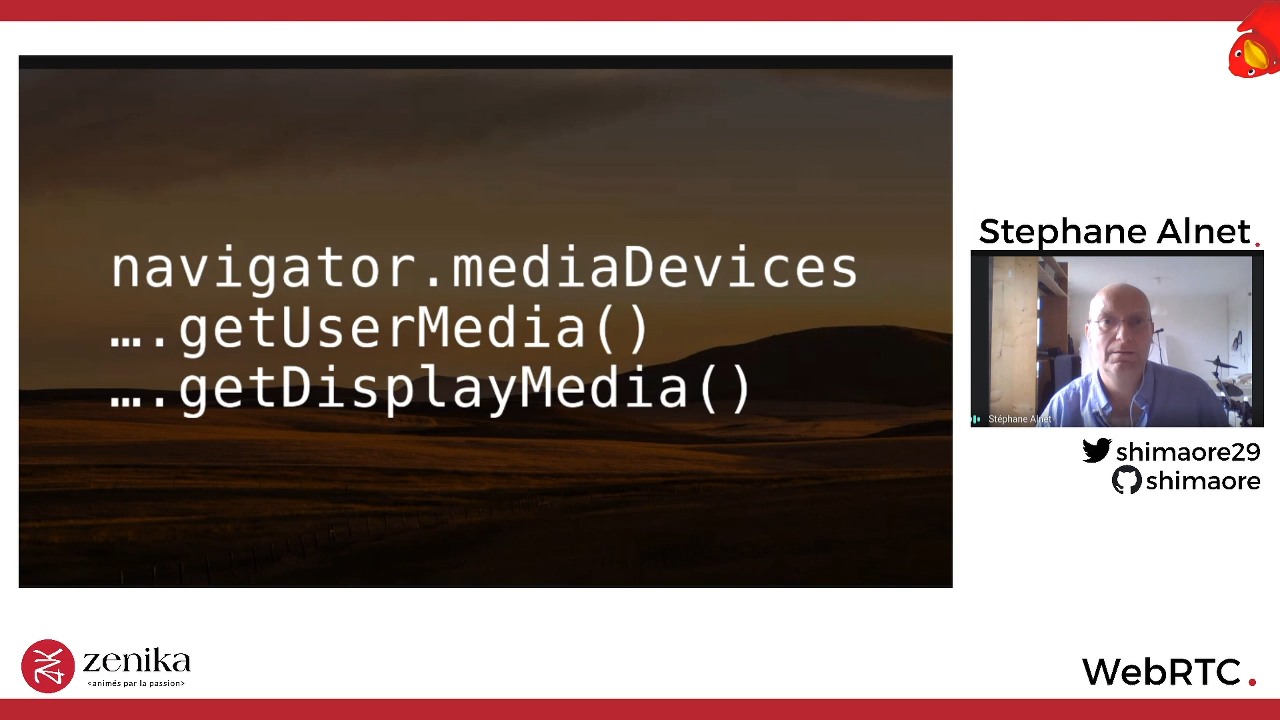 navigator.mediaDevices
….getUserMedia()
….getDisplayMedia()
Stephane Alnet.
Stéphane Alnet
shimaore29
shimaore
zenika
<animés par la passion>
WebRTC.